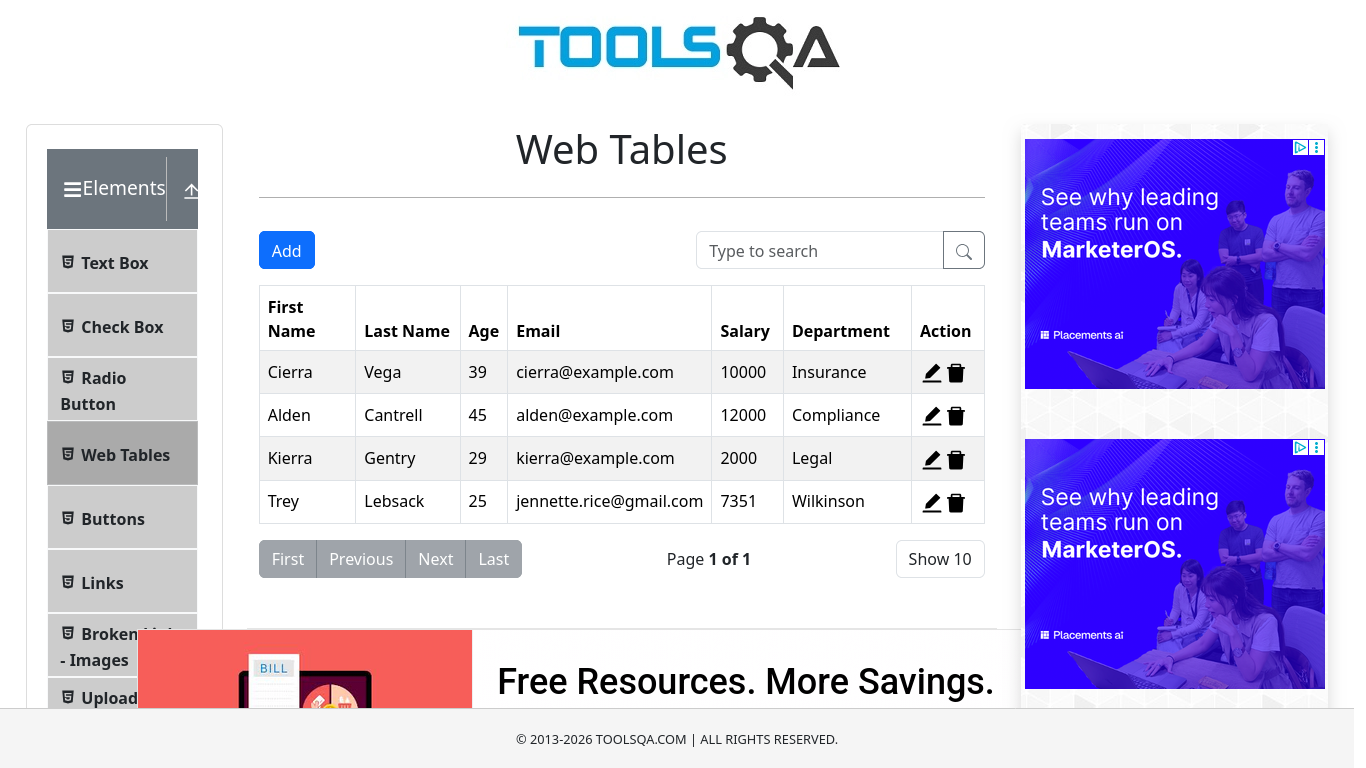 TOOLSQA
Elements
Text Box
Check Box
Radio
Button
Web Tables
Buttons
Links
- Images
Upload
Web Tables
Add
Type to search
First
Name
Last Name
Age
Email
Salary
Department
Action
Cierra
Vega
39
cierra@example.com
10000
Insurance
Alden
Cantrell
45
alden@example.com
12000
Compliance
Kierra
Gentry
29
kierra@example.com
2000
Legal
Trey
Lebsack
25
jennette.rice@gmail.com
7351
Wilkinson
First
Previous
Next
Last
Page 1 of 1
Show 10
See why leading
teams run on
MarketerOS.
Placements ai
See why leading
teams run on
MarketerOS.
Placements ai
BILL
Free Resources. More Savings.
© 2013-2026 TOOLSQA.COM | ALL RIGHTS RESERVED.